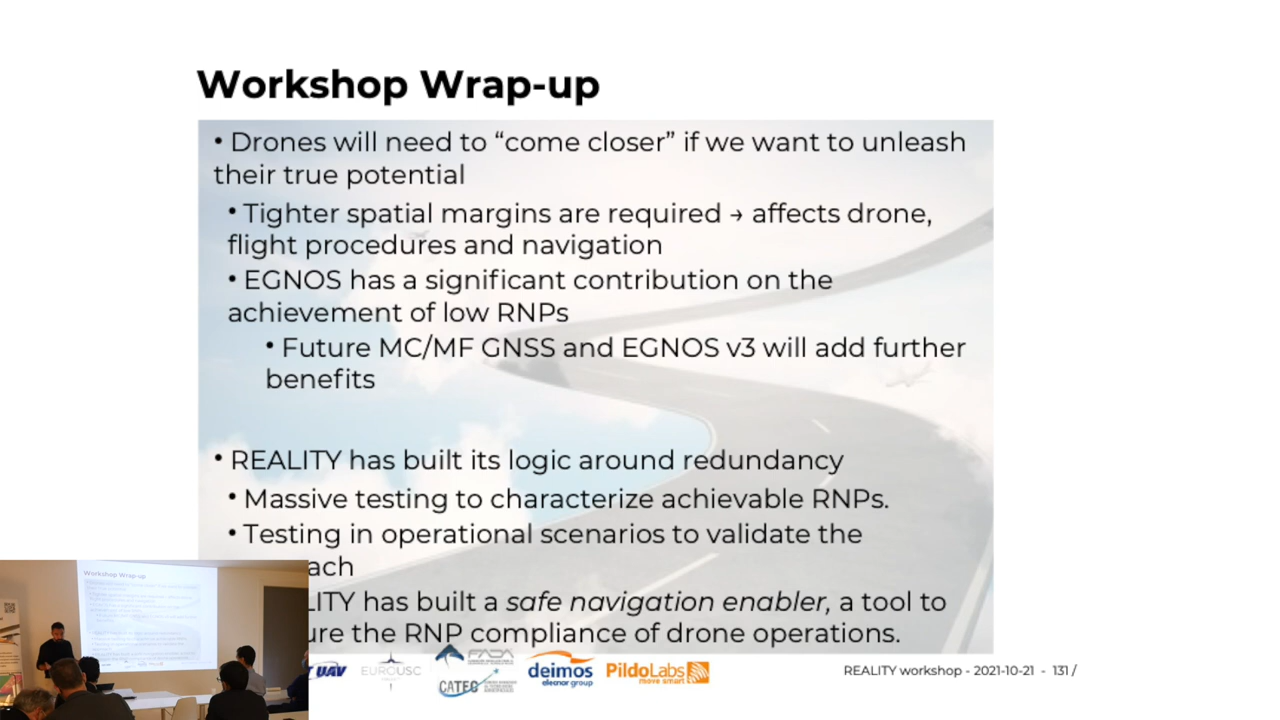 Workshop Wrap-up
• Drones will need to “come closer” if we want to unleash
their true potential
• Tighter spatial margins are required → affects drone,
flight procedures and navigation
• EGNOS has a significant contribution on the
achievement of low RNPs
• Future MC/MF GNSS and EGNOS v3 will add further
benefits
• REALITY has built its logic around redundancy
• Massive testing to characterize achievable RNPs.
• Testing in operational scenarios to validate the
ach
LITY has built a safe navigation enabler, a tool to
ure the RNP compliance of drone operations.
Workshop Wrap-up
UAV
EUROUSC
FADA
CATEC
deimos
elecnor group
PildoLabs
move smart
REALITY workshop - 2021-10-21 - 131 /